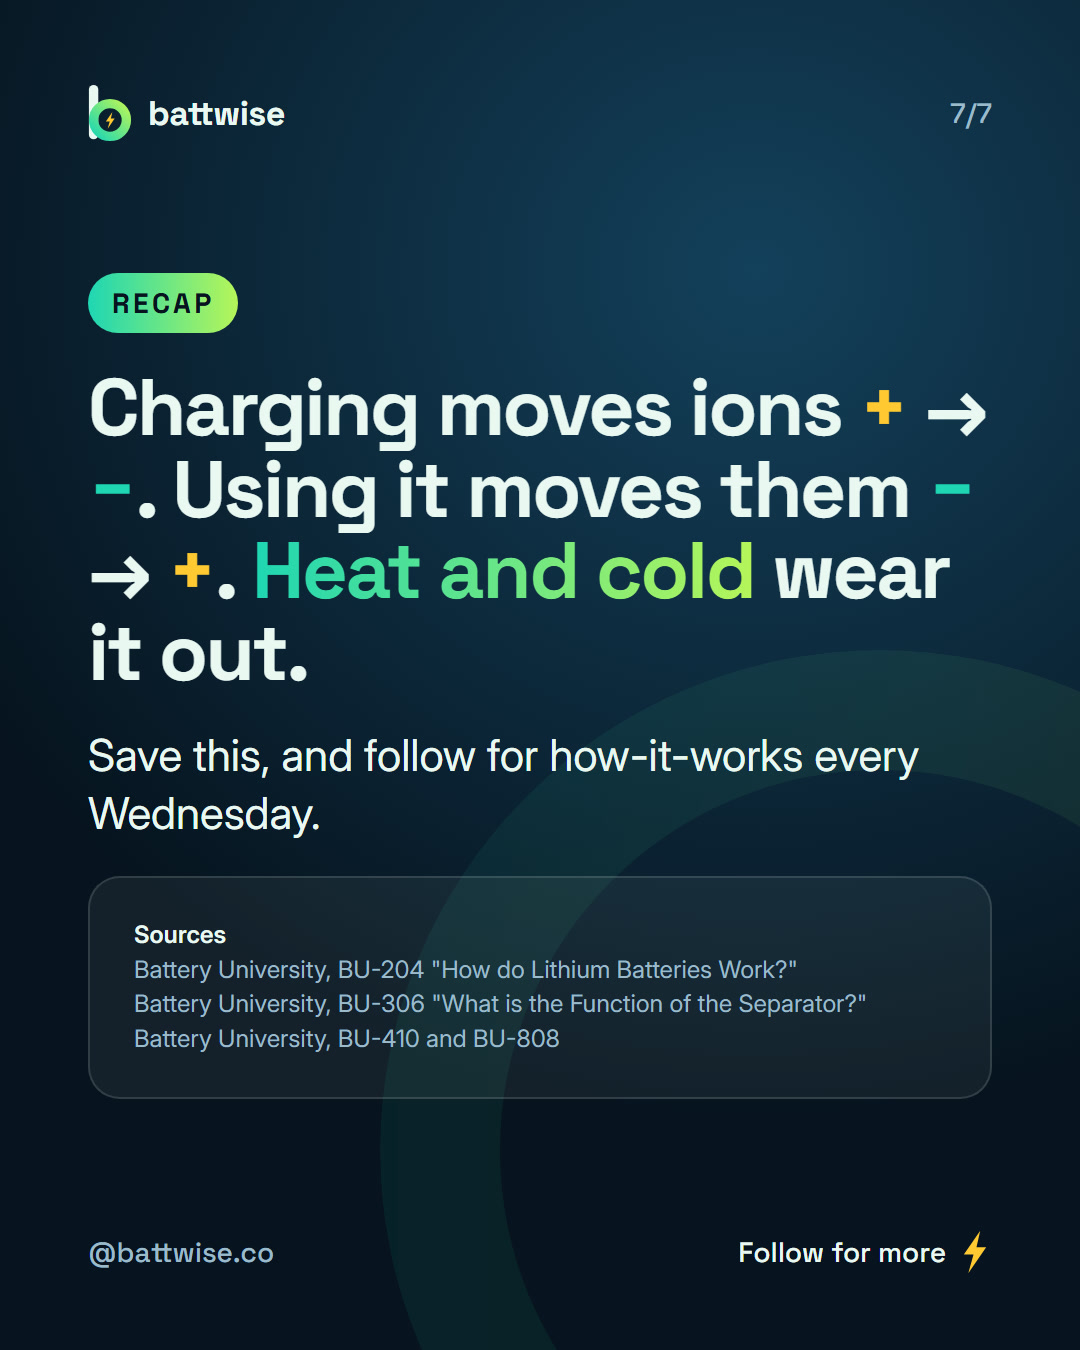 battwise
7/7
RECAP
Charging moves ions + →
−. Using it moves them −
→ +. Heat and cold wear
it out.
Save this, and follow for how-it-works every
Wednesday.
Sources
Battery University, BU-204 "How do Lithium Batteries Work?"
Battery University, BU-306 "What is the Function of the Separator?"
Battery University, BU-410 and BU-808
@battwise.co
Follow for more